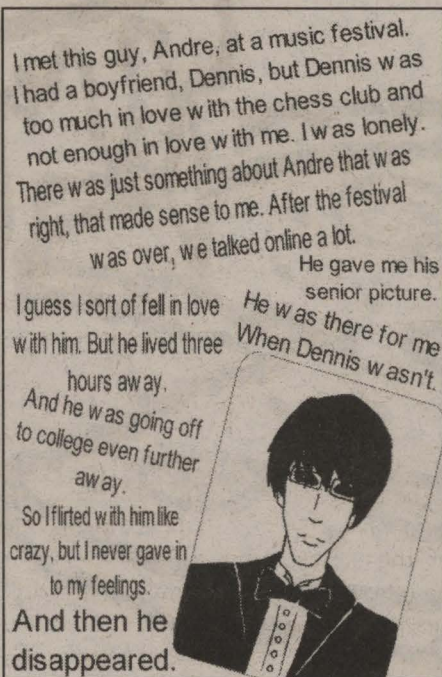 I met this guy, Andre, at a music festival.
I had a boyfriend, Dennis, but Dennis was
too much in love with the chess club and
not enough in love with me. I was lonely.
There was just something about Andre that was
right, that made sense to me. After the festival
was over, we talked online a lot.
He gave me his
senior picture.
I guess I sort of fell in love
with him. But he lived three
hours away.
He was there for me
When Dennis wasn't.
And he was going off
to college even further
away.
So I flirted with him like
crazy, but I never gave in
to my feelings.
And then he
disappeared.